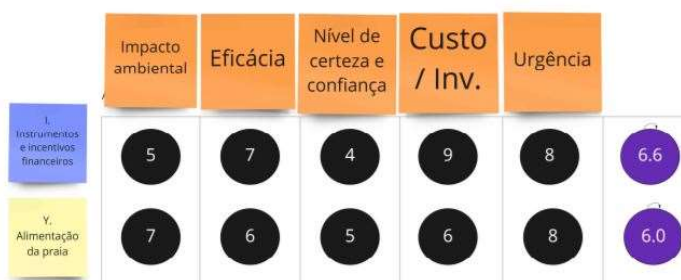 Impacto
ambiental
Eficácia
Nível de
certeza e
confiança
Custo
/ Inv.
Urgência
I.
Instrumentos
e incentivos
financeiros
5
7
4
9
8
6.6
Y.
Alimentação
da praia
7
6
5
6
8
6.0